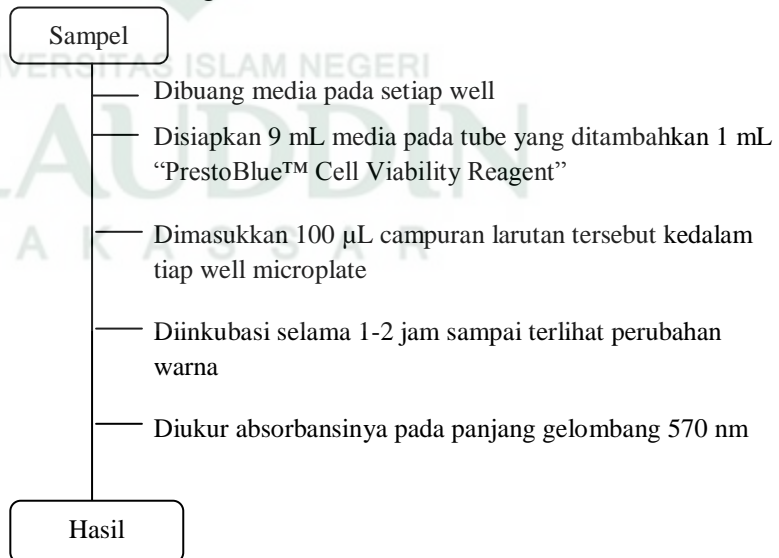 Sampel
VERSITAS ISLAM NEGERI
LAUDDIN
A K A S S A R
Dibuang media pada setiap well
Disiapkan 9 mL media pada tube yang ditambahkan 1 mL
“PrestoBlue™ Cell Viability Reagent”
Dimasukkan 100 µL campuran larutan tersebut kedalam
tiap well microplate
Diinkubasi selama 1-2 jam sampai terlihat perubahan
warna
Diukur absorbansinya pada panjang gelombang 570 nm
Hasil